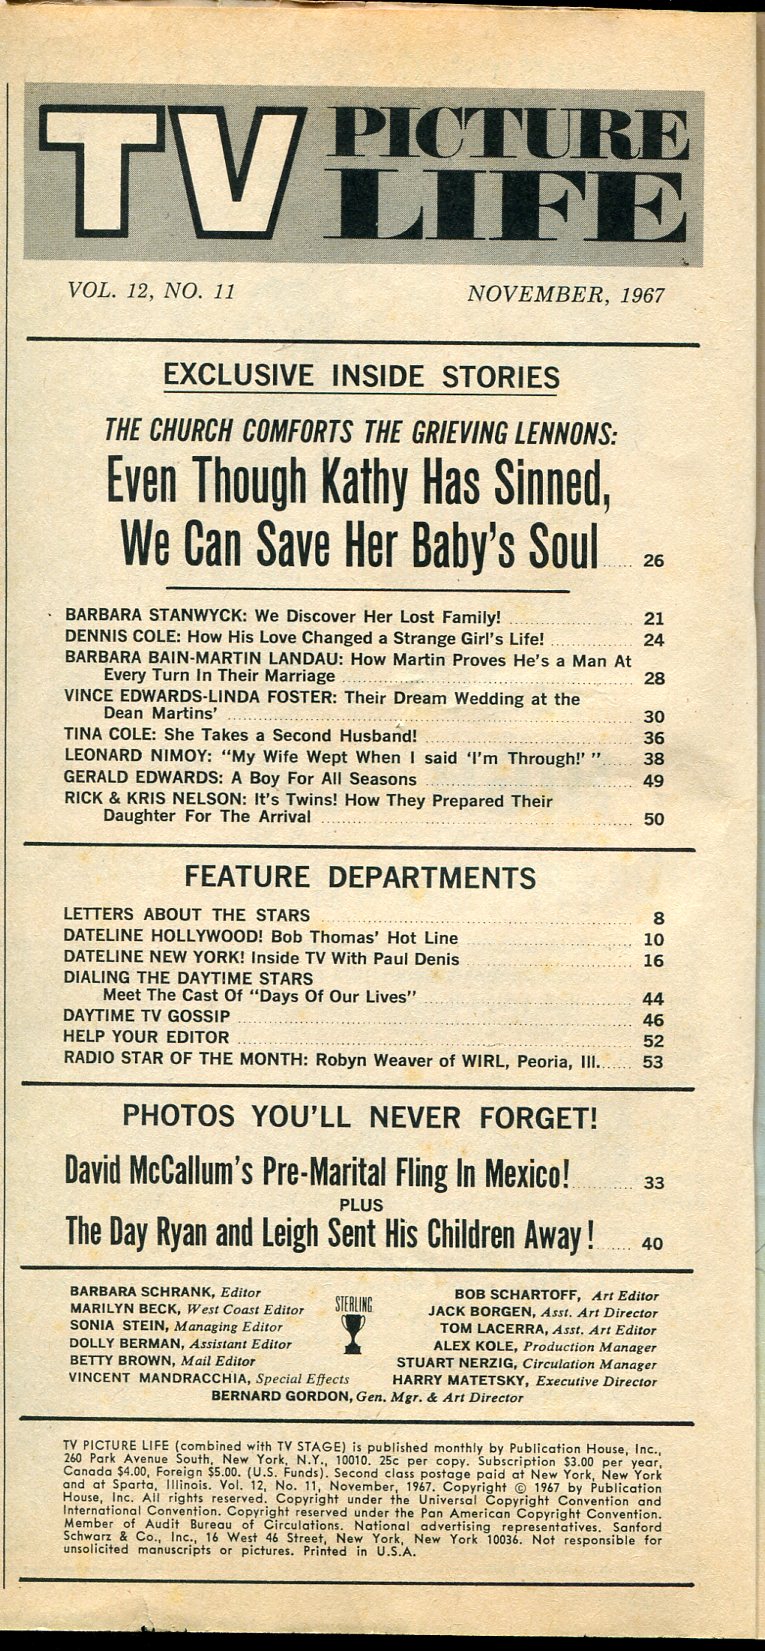 TV PICTURE LIFE
VOL. 12, NO. 11 NOVEMBER, 1967
EXCLUSIVE INSIDE STORIES
THE CHURCH COMFORTS THE GRIEVING LENNONS:
Even Though Kathy Has Sinned,
We Can Save Her Baby's Soul ..... 26
BARBARA STANWYCK: We Discover Her Lost Family! ..... 21
DENNIS COLE: How His Love Changed a Strange Girl's Life! ..... 24
BARBARA BAIN-MARTIN LANDAU: How Martin Proves He's a Man At
Every Turn In Their Marriage ..... 28
VINCE EDWARDS-LINDA FOSTER: Their Dream Wedding at the
Dean Martins' ..... 30
TINA COLE: She Takes a Second Husband! ..... 36
LEONARD NIMOY: "My Wife Wept When I said 'I'm Through!' " ..... 38
GERALD EDWARDS: A Boy For All Seasons ..... 49
RICK & KRIS NELSON: It's Twins! How They Prepared Their
Daughter For The Arrival ..... 50
FEATURE DEPARTMENTS
LETTERS ABOUT THE STARS ..... 8
DATELINE HOLLYWOOD! Bob Thomas' Hot Line ..... 10
DATELINE NEW YORK! Inside TV With Paul Denis ..... 16
DIALING THE DAYTIME STARS
Meet The Cast Of "Days Of Our Lives" ..... 44
DAYTIME TV GOSSIP ..... 46
HELP YOUR EDITOR ..... 52
RADIO STAR OF THE MONTH: Robyn Weaver of WIRL, Peoria, Ill. ..... 53
PHOTOS YOU'LL NEVER FORGET!
David McCallum's Pre-Marital Fling In Mexico! ..... 33
PLUS
The Day Ryan and Leigh Sent His Children Away! ..... 40
BARBARA SCHRANK, Editor
MARILYN BECK, West Coast Editor
SONIA STEIN, Managing Editor
DOLLY BERMAN, Assistant Editor
BETTY BROWN, Mail Editor
VINCENT MANDRACCHIA, Special Effects
STERLING
BOB SCHARTOFF, Art Editor
JACK BORGEN, Asst. Art Director
TOM LACERRA, Asst. Art Editor
ALEX KOLE, Production Manager
STUART NERZIG, Circulation Manager
HARRY MATETSKY, Executive Director
BERNARD GORDON, Gen. Mgr. & Art Director
TV PICTURE LIFE (combined with TV STAGE) is published monthly by Publication House, Inc.,
260 Park Avenue South, New York, N.Y., 10010. 25c per copy. Subscription $3.00 per year,
Canada $4.00, Foreign $5.00. (U.S. Funds). Second class postage paid at New York, New York
and at Sparta, Illinois. Vol. 12, No. 11, November, 1967. Copyright © 1967 by Publication
House, Inc. All rights reserved. Copyright under the Universal Copyright Convention and
International Convention. Copyright reserved under the Pan American Copyright Convention.
Member of Audit Bureau of Circulations. National advertising representatives. Sanford
Schwarz & Co., Inc., 16 West 46 Street, New York, New York 10036. Not responsible for
unsolicited manuscripts or pictures. Printed in U.S.A.